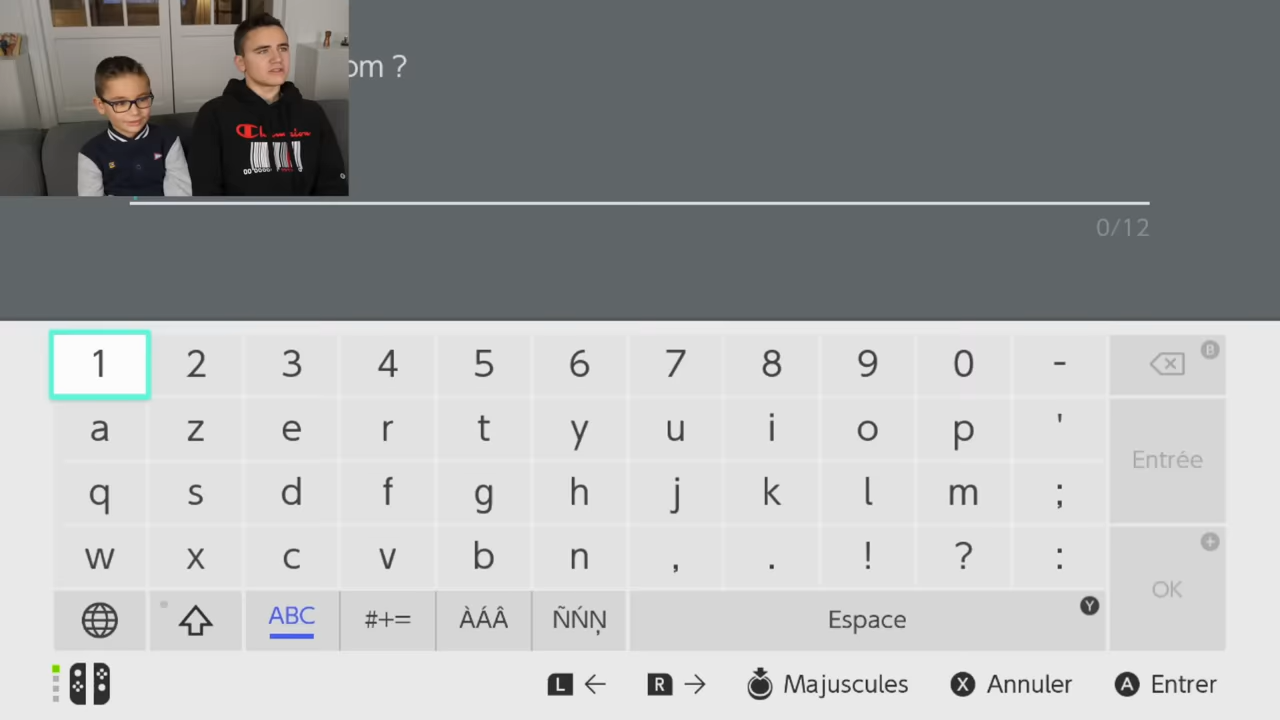 om ?
Champion
0/12
1 2 3 4 5 6 7 8 9 0 -
B
a z e r t y u i o p '
Entrée
q s d f g h j k l m ;
w x c v b n , . ! ? :
+
OK
ABC #+= ÀÁÂ ÑŃŅ Espace Y
L ← R → Majuscules X Annuler A Entrer